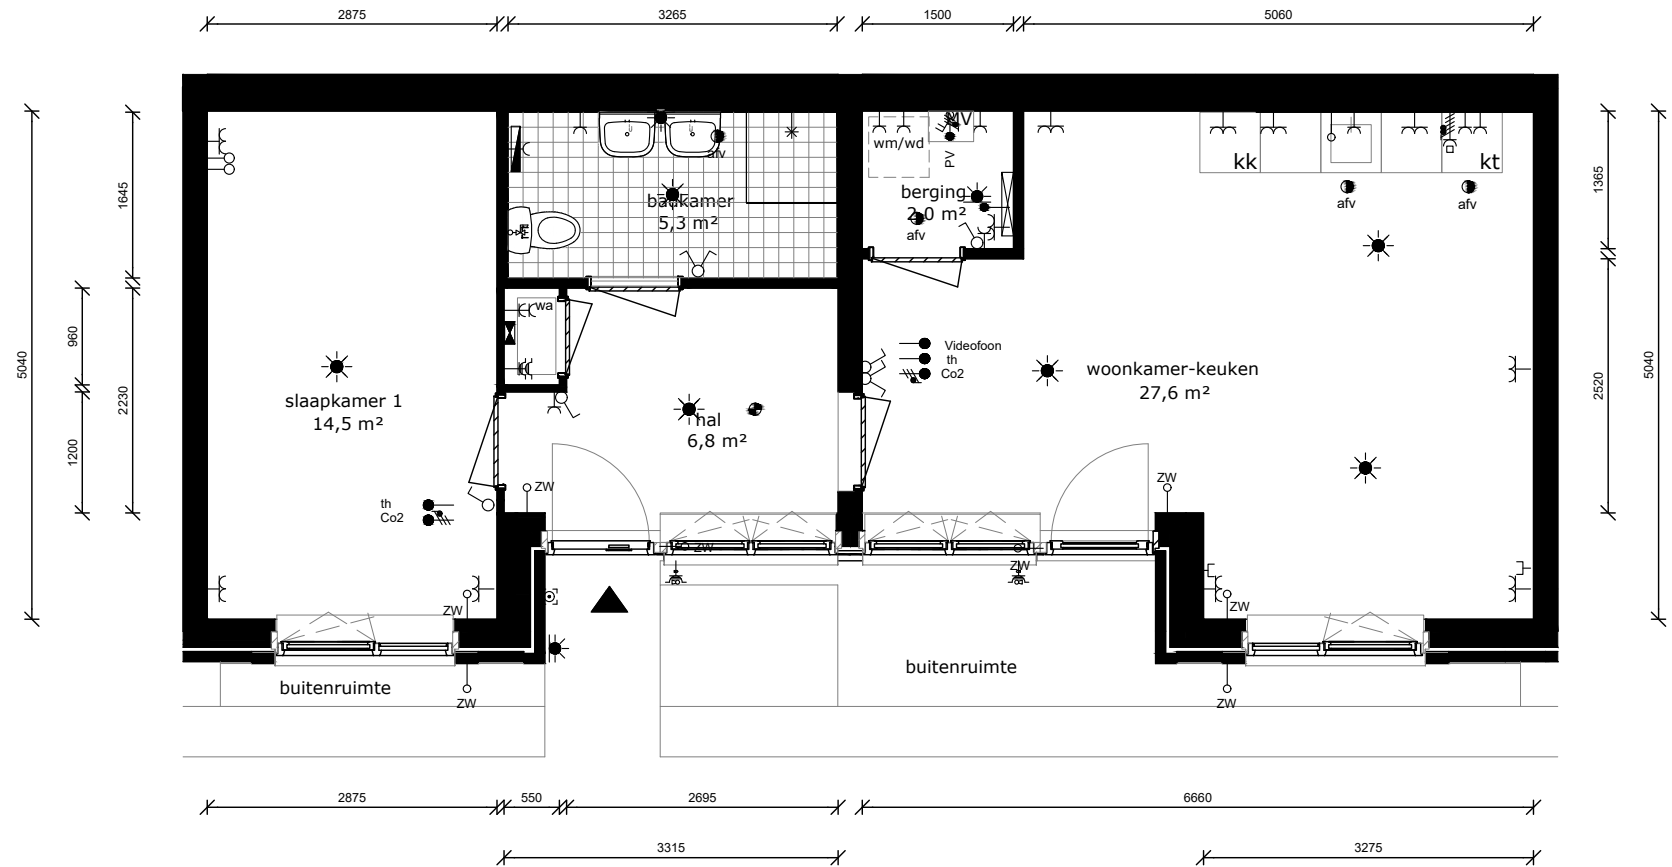 2875
3265
1500
5060
5040
1645
960
2230
1200
1365
2520
5040
afv
badkamer
5,3 m²
wa
slaapkamer 1
14,5 m²
th
Co2
ZW
hal
6,8 m²
MV
wm/wd
PV
berging
2,0 m²
afv
kk
kt
afv
afv
Videofoon
th
Co2
woonkamer-keuken
27,6 m²
ZW
ZW
ZW
ZW
ZW
buitenruimte
ZW
buitenruimte
ZW
2875
550
2695
6660
3315
3275